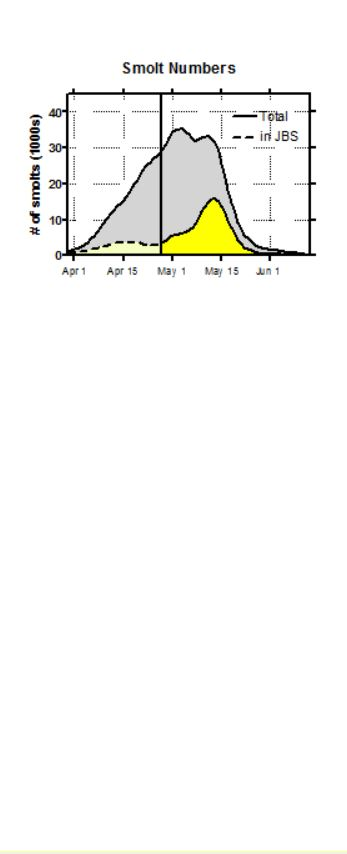 Smolt Numbers
# of smolts (1000s)
40
30
20
10
0
Total
in JBS
Apr 1 Apr 15 May 1 May 15 Jun 1